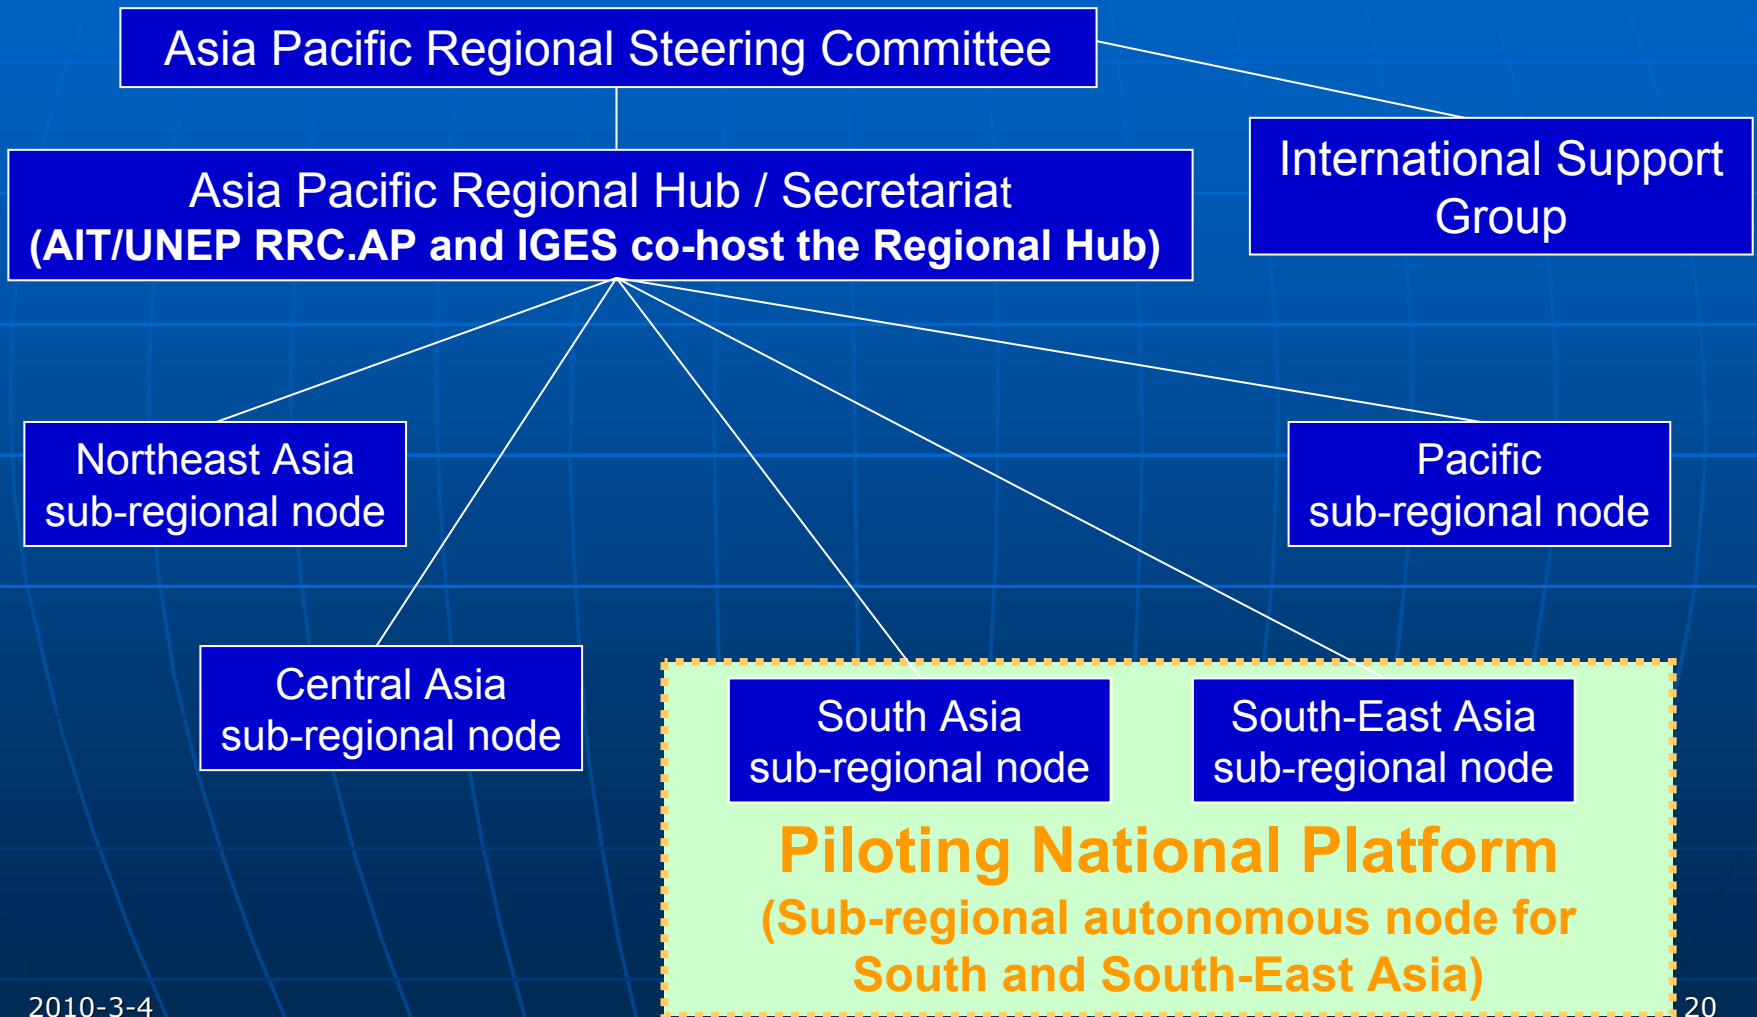 Asia Pacific Regional Steering Committee
International Support
Group
Asia Pacific Regional Hub / Secretariat
(AIT/UNEP RRC.AP and IGES co-host the Regional Hub)
Northeast Asia
sub-regional node
Pacific
sub-regional node
Central Asia
sub-regional node
South Asia
sub-regional node
South-East Asia
sub-regional node
Piloting National Platform
(Sub-regional autonomous node for
South and South-East Asia)
2010-3-4
20